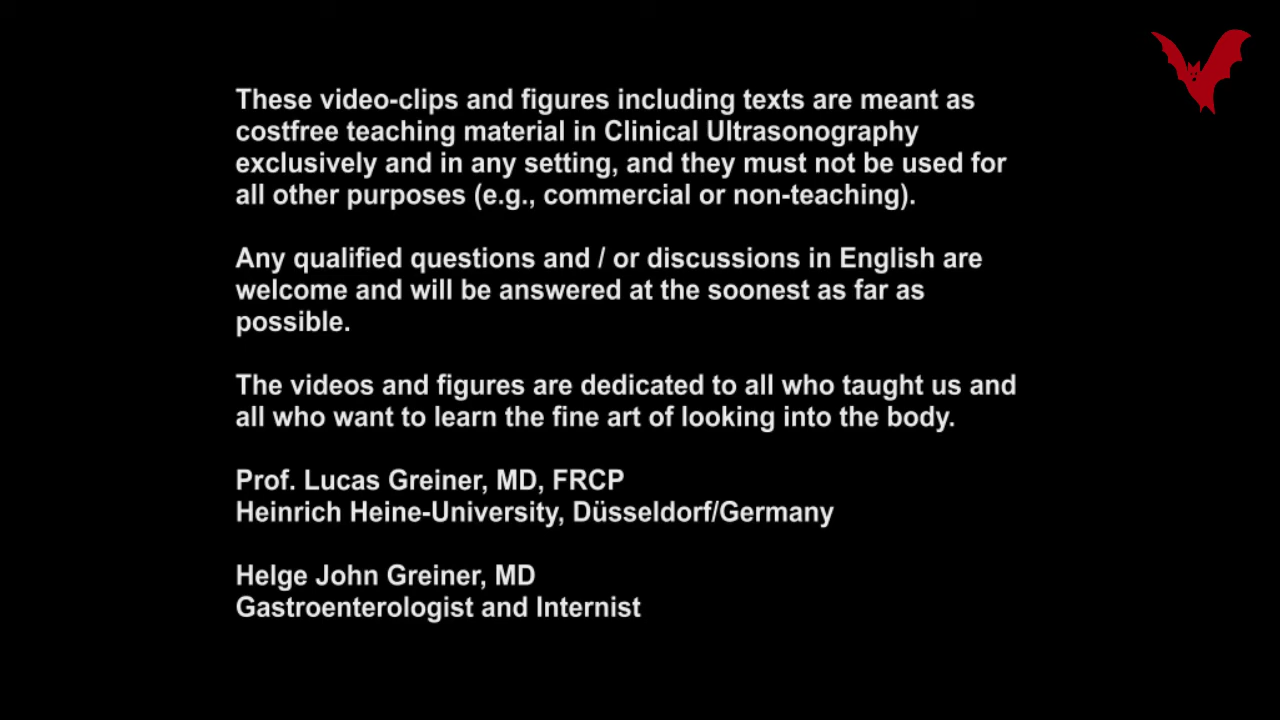 These video-clips and figures including texts are meant as
costfree teaching material in Clinical Ultrasonography
exclusively and in any setting, and they must not be used for
all other purposes (e.g., commercial or non-teaching).
Any qualified questions and / or discussions in English are
welcome and will be answered at the soonest as far as
possible.
The videos and figures are dedicated to all who taught us and
all who want to learn the fine art of looking into the body.
Prof. Lucas Greiner, MD, FRCP
Heinrich Heine-University, Düsseldorf/Germany
Helge John Greiner, MD
Gastroenterologist and Internist